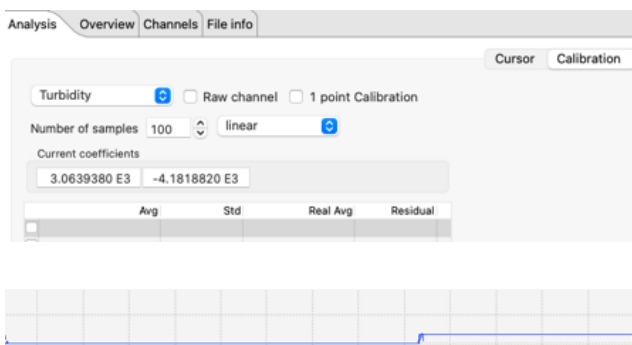 Analysis Overview Channels File info
Cursor Calibration
Turbidity Raw channel 1 point Calibration
Number of samples 100 linear
Current coefficients
3.0639380 E3 -4.1818820 E3
Avg Std Real Avg Residual